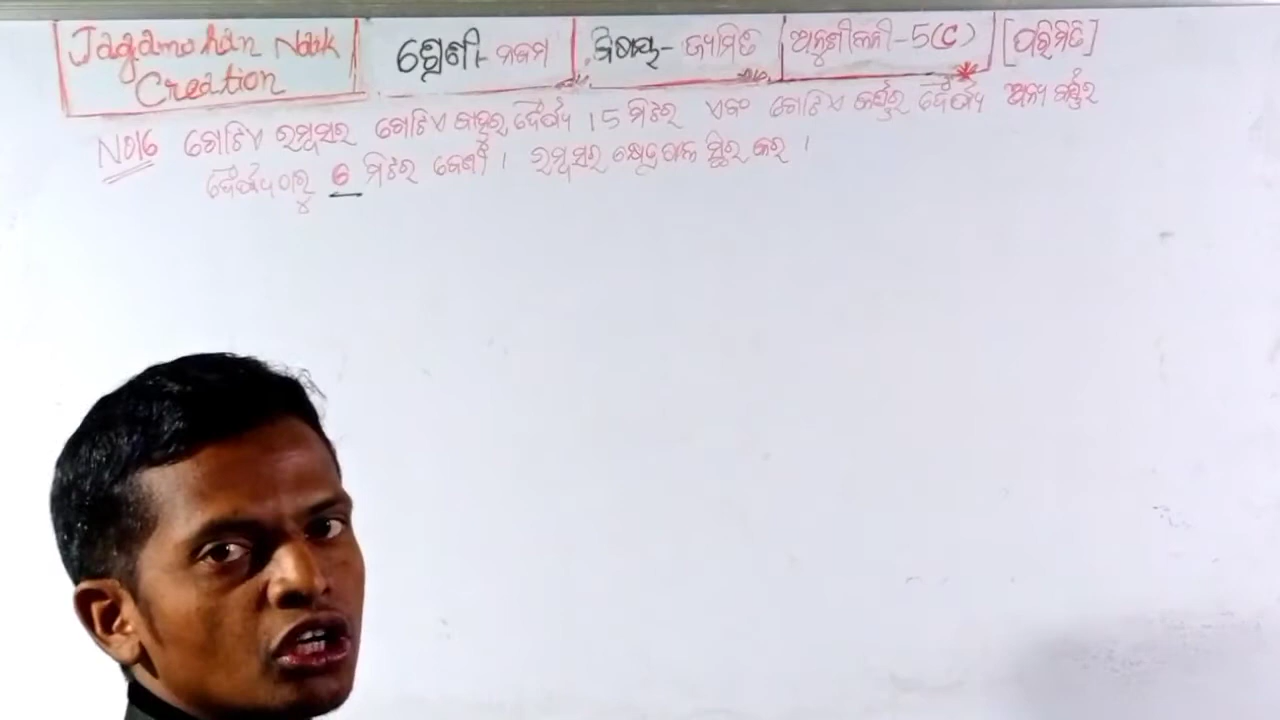 Jagamohan Naak
Creation
ଶ୍ରେଣୀ- ନବମ
ବିଷୟ- ଜ୍ୟାମିତି
ଅନୁଶୀଳନୀ-5(C)
[ପରିମିତି]
NO16 ଗୋଟିଏ ରମ୍ବସର ଗୋଟିଏ ବାହୁର ଦୈର୍ଘ୍ୟ 15 ମିଟର ଏବଂ ଗୋଟିଏ କର୍ଣ୍ଣର ଦୈର୍ଘ୍ୟ ଅନ୍ୟ କର୍ଣ୍ଣର
ଦୈର୍ଘ୍ୟଠାରୁ 6 ମିଟର ବେଶୀ । ରମ୍ବସର କ୍ଷେତ୍ରଫଳ ସ୍ଥିର କର ।